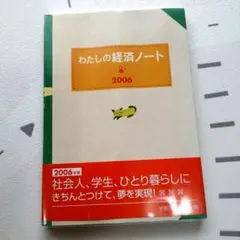 わたしの経済ノート
2006
2006年版
社会人、学生、ひとり暮らしに
きちんとつけて、夢を実現!